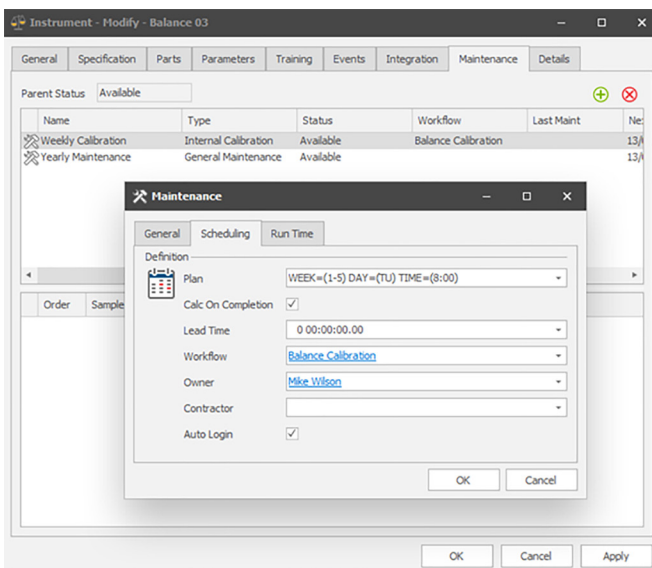 Instrument - Modify - Balance 03
General Specification Parts Parameters Training Events Integration Maintenance Details
Parent Status Available
Name Type Status Workflow Last Maint Ne
Weekly Calibration Internal Calibration Available Balance Calibration 13/
Yearly Maintenance General Maintenance Available 13/
Maintenance
General Scheduling Run Time
Definition
Plan WEEK=(1-5) DAY=(TU) TIME=(8:00)
Calc On Completion
Order Sample
Lead Time 0 00:00:00.00
Workflow Balance Calibration
Owner Mike Wilson
Contractor
Auto Login
OK Cancel
OK Cancel Apply